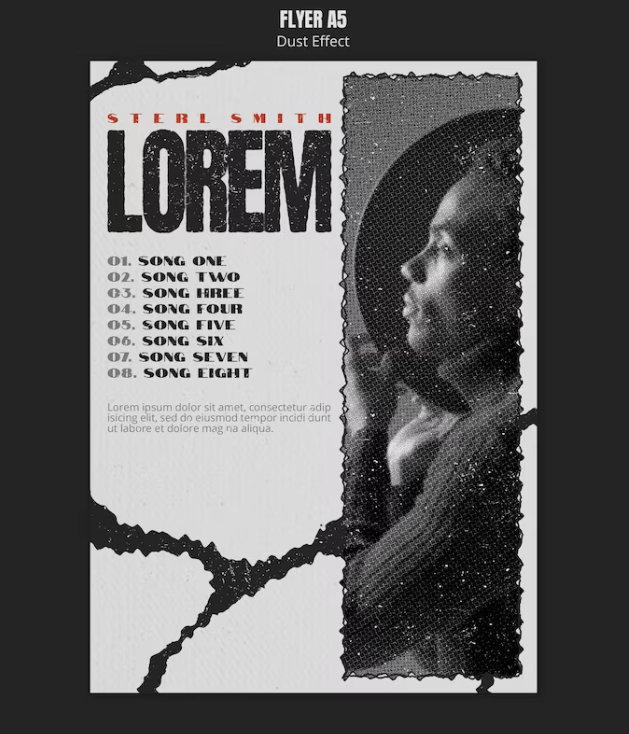 FLYER A5
Dust Effect
STERL SMITH
LOREM
01. SONG ONE
02. SONG TWO
03. SONG HREE
04. SONG FOUR
05. SONG FIVE
06. SONG SIX
07. SONG SEVEN
08. SONG EIGHT
Lorem ipsum dolor sit amet, consectetur adip
isicing elit, sed do eiusmod tempor incidi dunt
ut labore et dolore mag na aliqua.